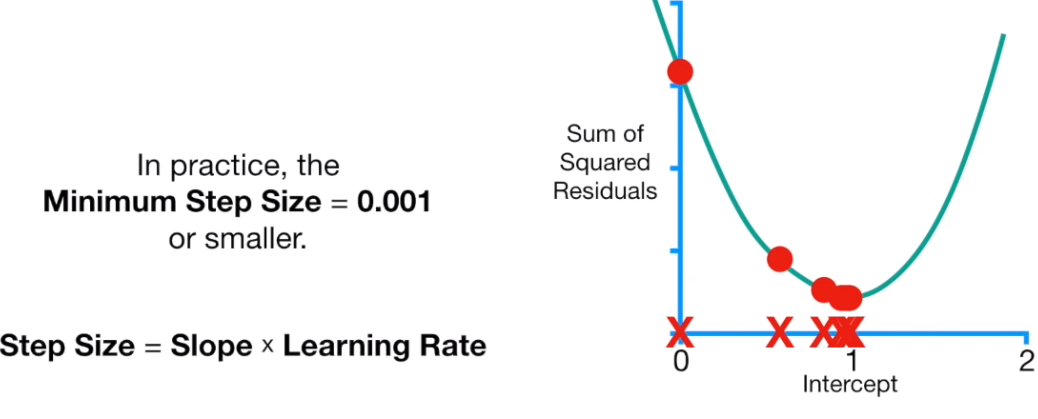 In practice, the
Minimum Step Size = 0.001
or smaller.
Step Size = Slope x Learning Rate
Sum of
Squared
Residuals
0 1 2
Intercept